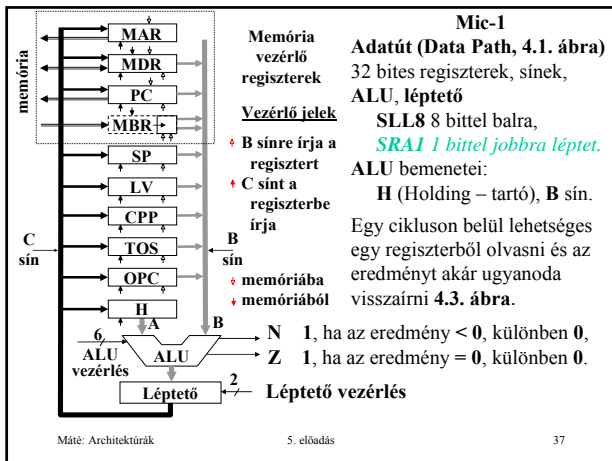 Mic-1
Adatút (Data Path, 4.1. ábra)
32 bites regiszterek, sínek,
ALU, léptető
SLL8 8 bittel balra,
SRA1 1 bittel jobbra léptet.
ALU bemenetei:
H (Holding – tartó), B sín.
Egy cikluson belül lehetséges
egy regiszterből olvasni és az
eredményt akár ugyanoda
visszaírni 4.3. ábra.
N 1, ha az eredmény < 0, különben 0,
Z 1, ha az eredmény = 0, különben 0.
Léptető vezérlés
Memória
vezérlő
regiszterek
Vezérlő jelek
B sínre írja a
regisztert
C sínt a
regiszterbe
írja
memóriába
memóriából
memória
MAR
MDR
PC
MBR
SP
LV
CPP
TOS
OPC
H
C
sín
B
sín
A
B
6
ALU
vezérlés
ALU
Léptető
2
Máté: Architektúrák
5. előadás
37